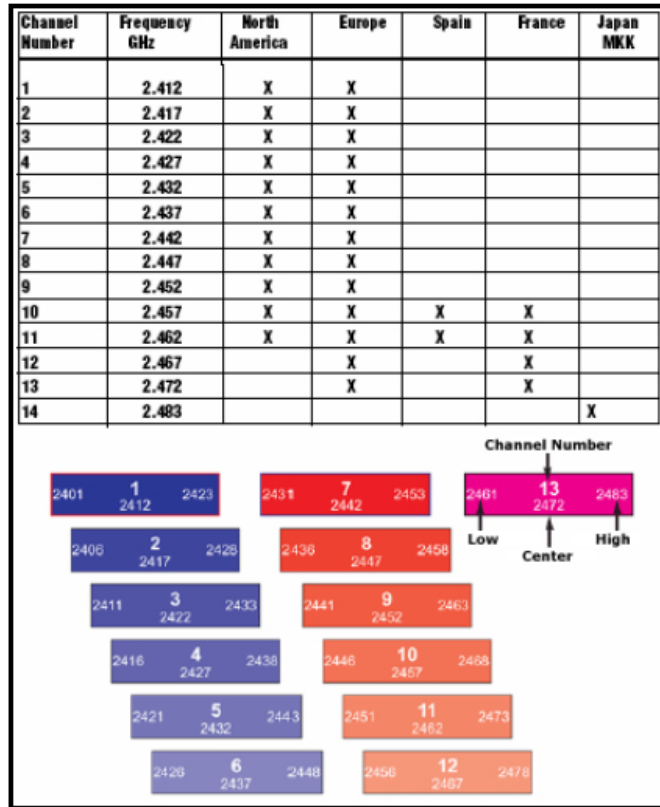 Channel Number Frequency GHz North America Europe Spain France Japan MKK
1 2.412 X X
2 2.417 X X
3 2.422 X X
4 2.427 X X
5 2.432 X X
6 2.437 X X
7 2.442 X X
8 2.447 X X
9 2.452 X X
10 2.457 X X X X
11 2.462 X X X X
12 2.467 X X
13 2.472 X X
14 2.483 X
Channel Number
2401 1 2412 2423
2431 7 2442 2453
2461 13 2472 2483
Low Center High
2406 2 2417 2428
2436 8 2447 2458
2411 3 2422 2433
2441 9 2452 2463
2416 4 2427 2438
2446 10 2457 2468
2421 5 2432 2443
2451 11 2462 2473
2426 6 2437 2448
2456 12 2467 2478